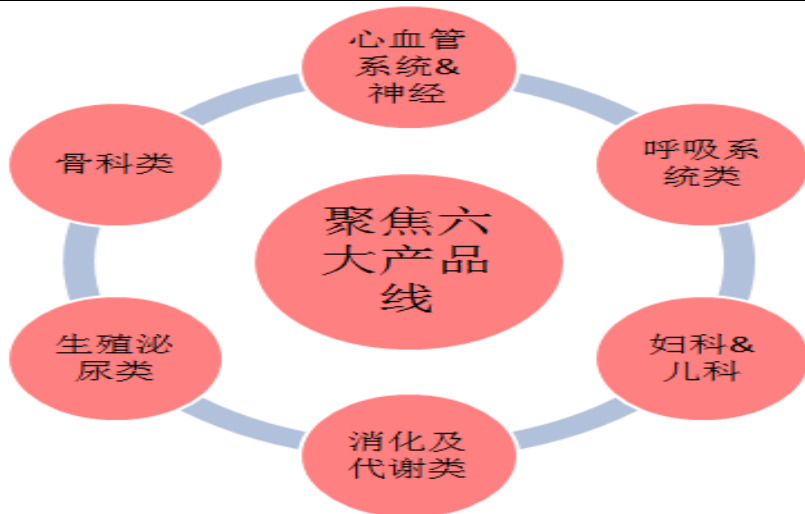 心血管
系统&
神经
呼吸系
统类
妇科&
儿科
消化及
代谢类
生殖泌
尿类
骨科类
聚焦六
大产品
线